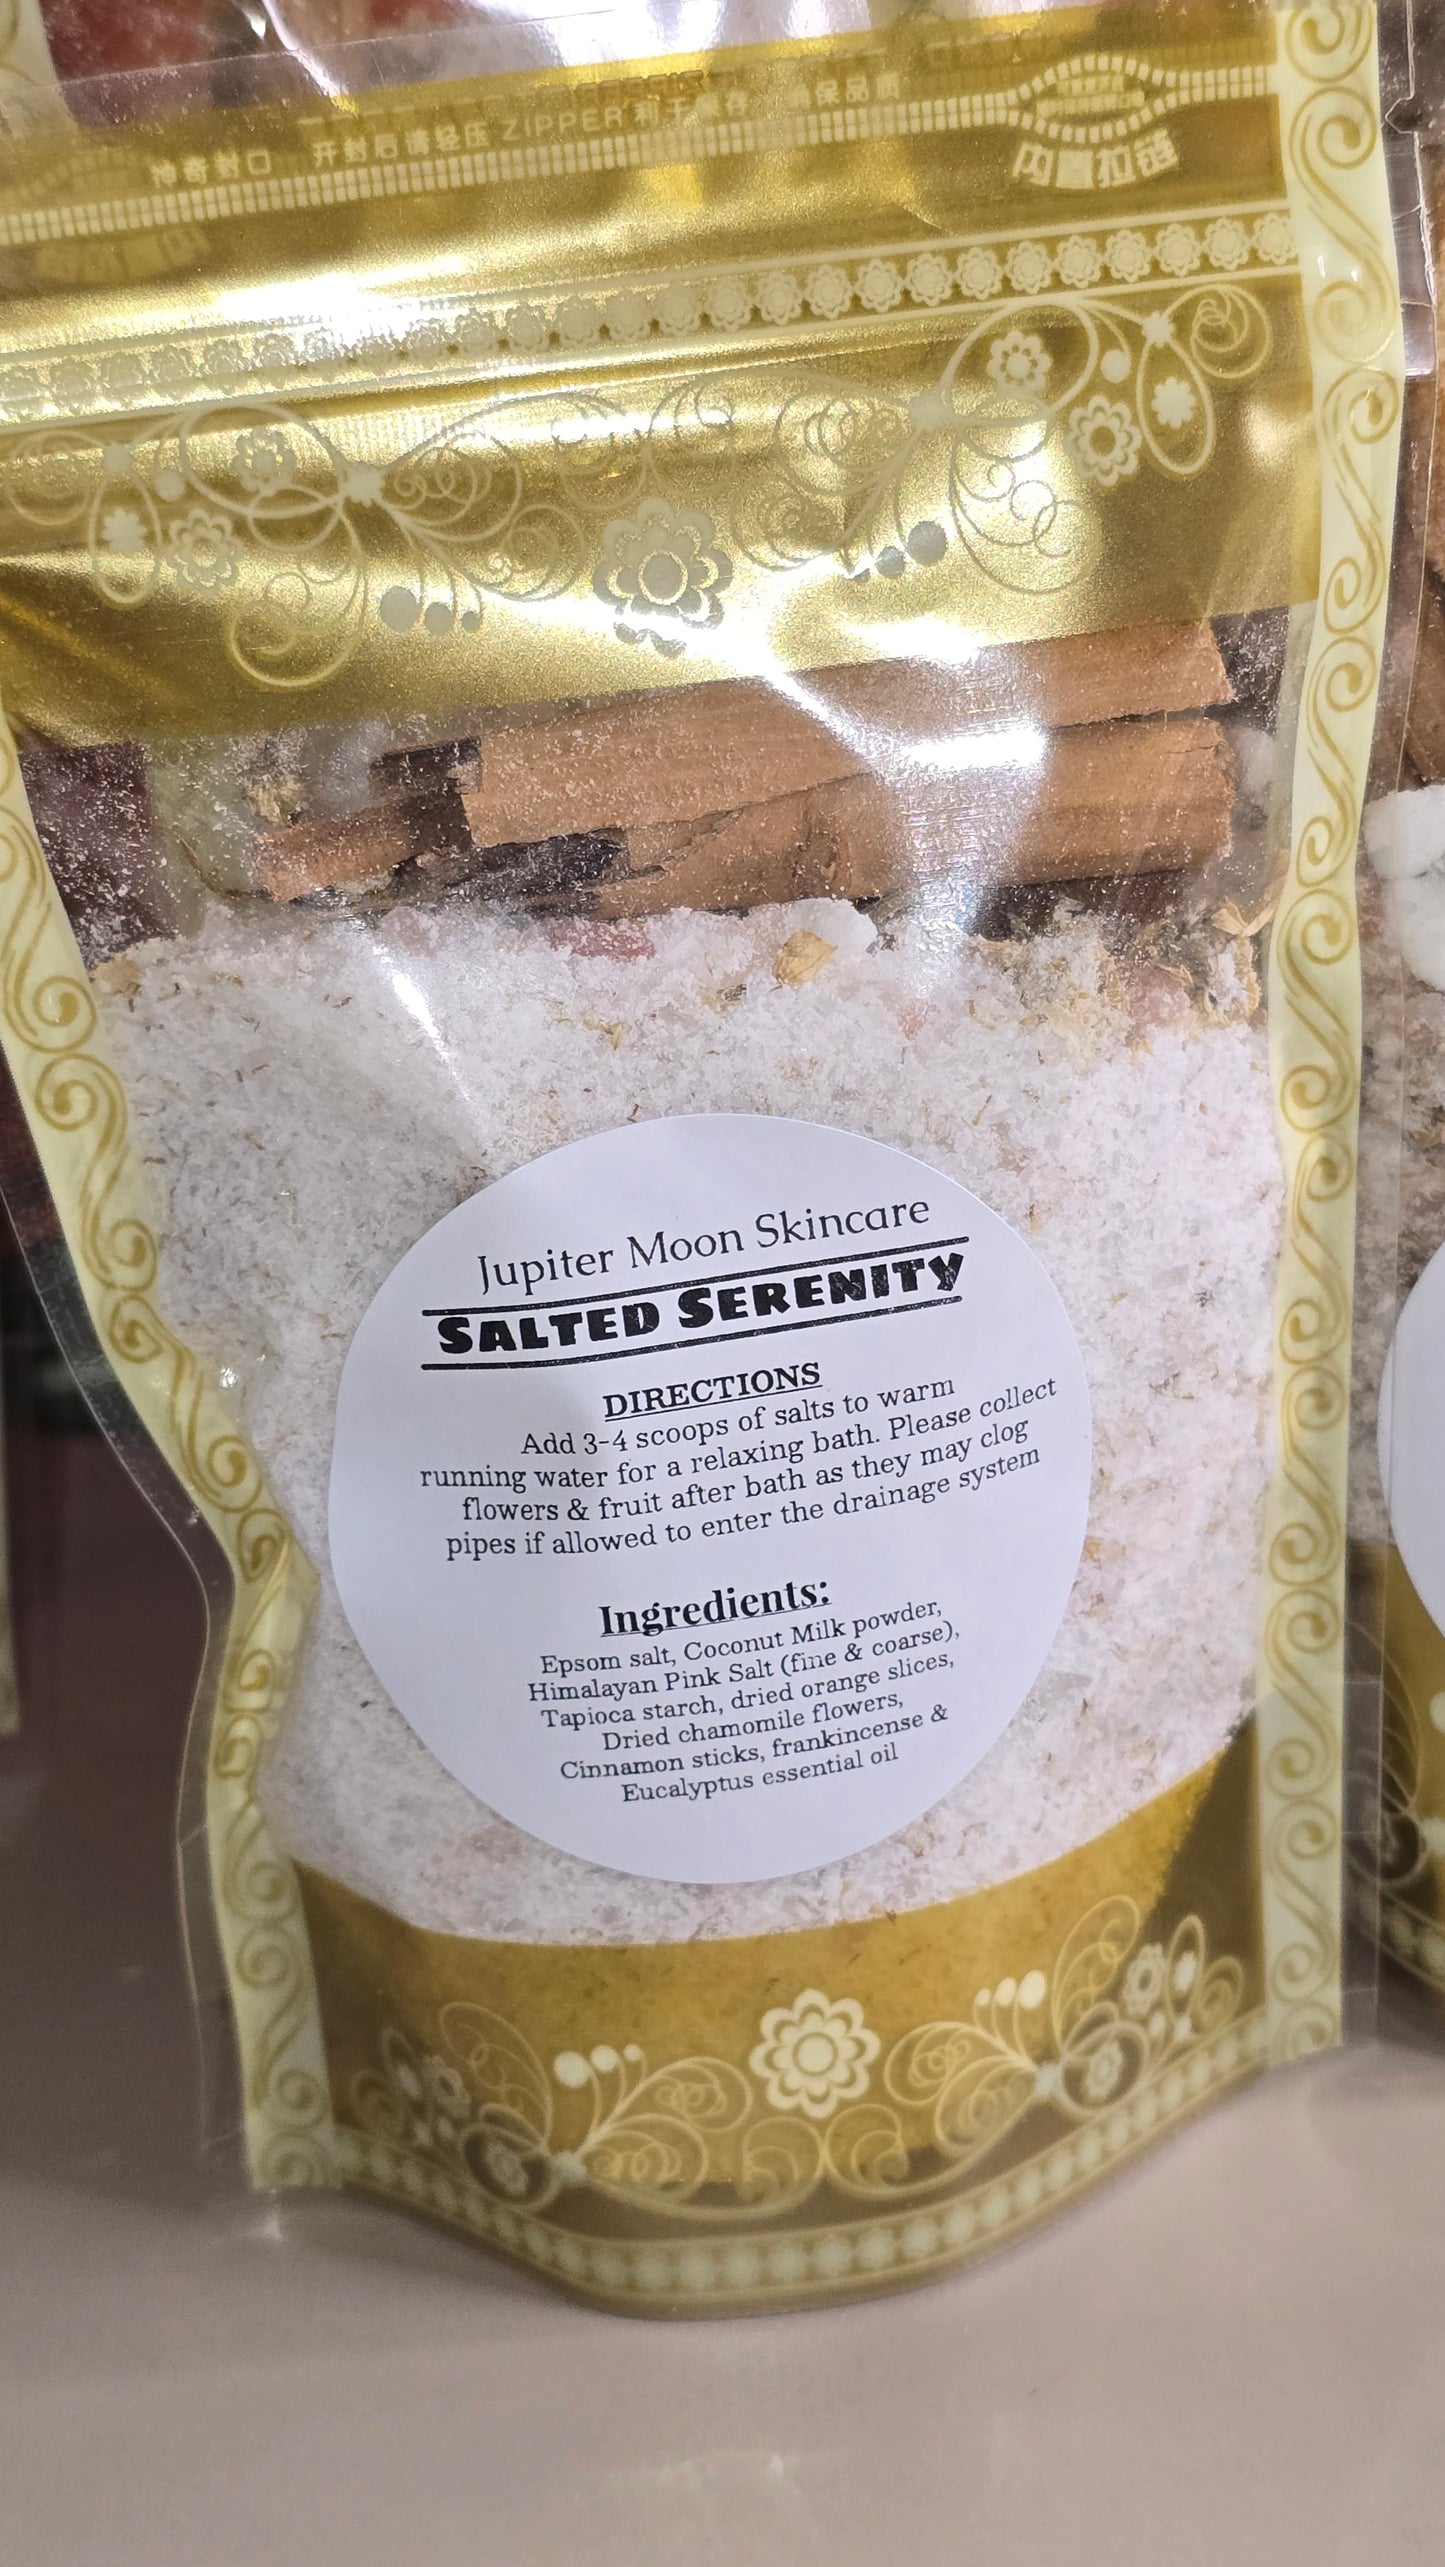 神奇封口 开封后请轻压 ZIPPER 利于保存 确保品质
内置拉链
Jupiter Moon Skincare
SALTED SERENITY
DIRECTIONS
Add 3-4 scoops of salts to warm
running water for a relaxing bath. Please collect
flowers & fruit after bath as they may clog
pipes if allowed to enter the drainage system
Ingredients:
Epsom salt, Coconut Milk powder,
Himalayan Pink Salt (fine & coarse),
Tapioca starch, dried orange slices,
Dried chamomile flowers,
Cinnamon sticks, frankincense &
Eucalyptus essential oil